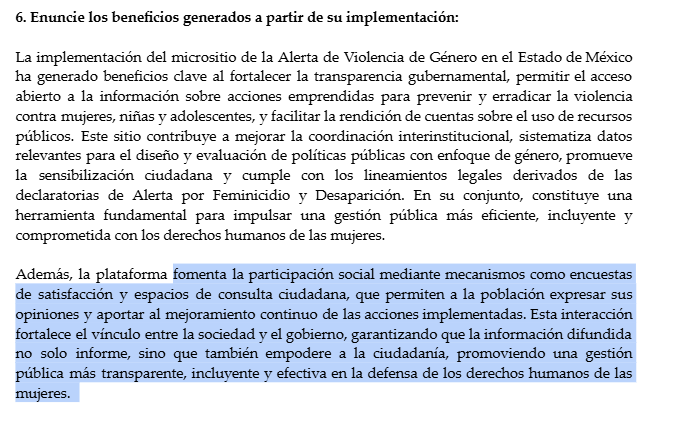 6. Enuncie los beneficios generados a partir de su implementación:
La implementación del micrositio de la Alerta de Violencia de Género en el Estado de México
ha generado beneficios clave al fortalecer la transparencia gubernamental, permitir el acceso
abierto a la información sobre acciones emprendidas para prevenir y erradicar la violencia
contra mujeres, niñas y adolescentes, y facilitar la rendición de cuentas sobre el uso de recursos
públicos. Este sitio contribuye a mejorar la coordinación interinstitucional, sistematiza datos
relevantes para el diseño y evaluación de políticas públicas con enfoque de género, promueve
la sensibilización ciudadana y cumple con los lineamientos legales derivados de las
declaratorias de Alerta por Feminicidio y Desaparición. En su conjunto, constituye una
herramienta fundamental para impulsar una gestión pública más eficiente, incluyente y
comprometida con los derechos humanos de las mujeres.
Además, la plataforma fomenta la participación social mediante mecanismos como encuestas
de satisfacción y espacios de consulta ciudadana, que permiten a la población expresar sus
opiniones y aportar al mejoramiento continuo de las acciones implementadas. Esta interacción
fortalece el vínculo entre la sociedad y el gobierno, garantizando que la información difundida
no solo informe, sino que también empodere a la ciudadanía, promoviendo una gestión
pública más transparente, incluyente y efectiva en la defensa de los derechos humanos de las
mujeres.